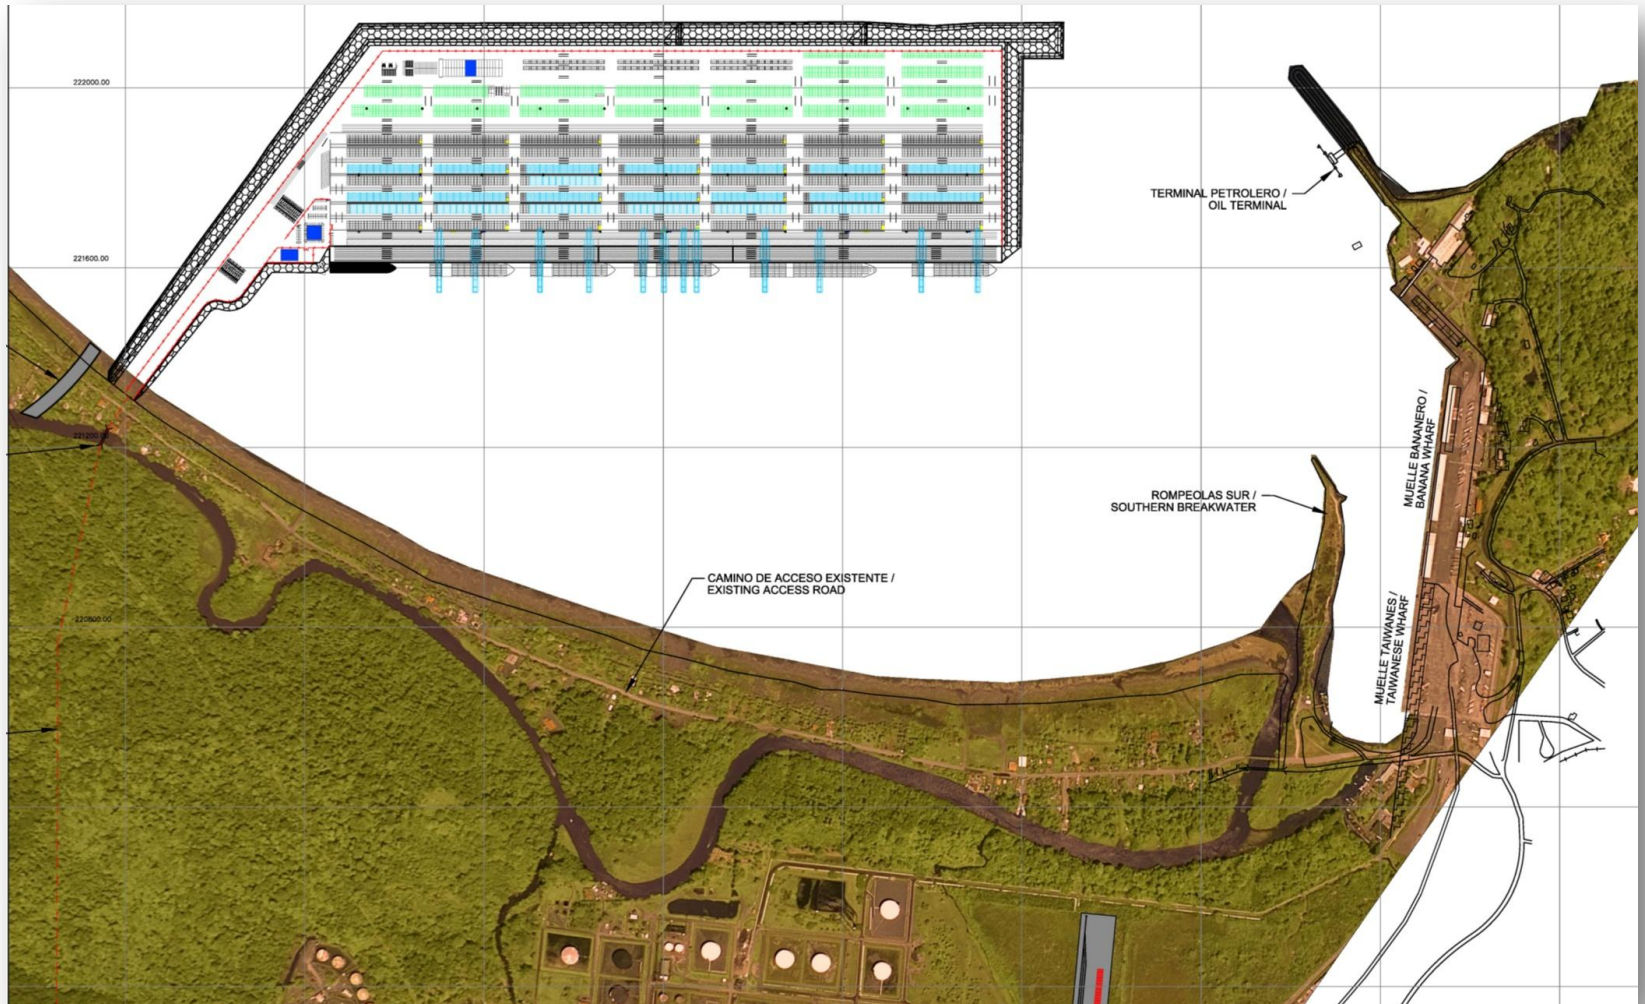 222000.00
TERMINAL PETROLERO /
OIL TERMINAL
221600.00
MUELLE BANANERO /
BANANA WHARF
221200.00
ROMPEOLAS SUR /
SOUTHERN BREAKWATER
CAMINO DE ACCESO EXISTENTE /
EXISTING ACCESS ROAD
220800.00
MUELLE TAIWANES /
TAIWANESE WHARF